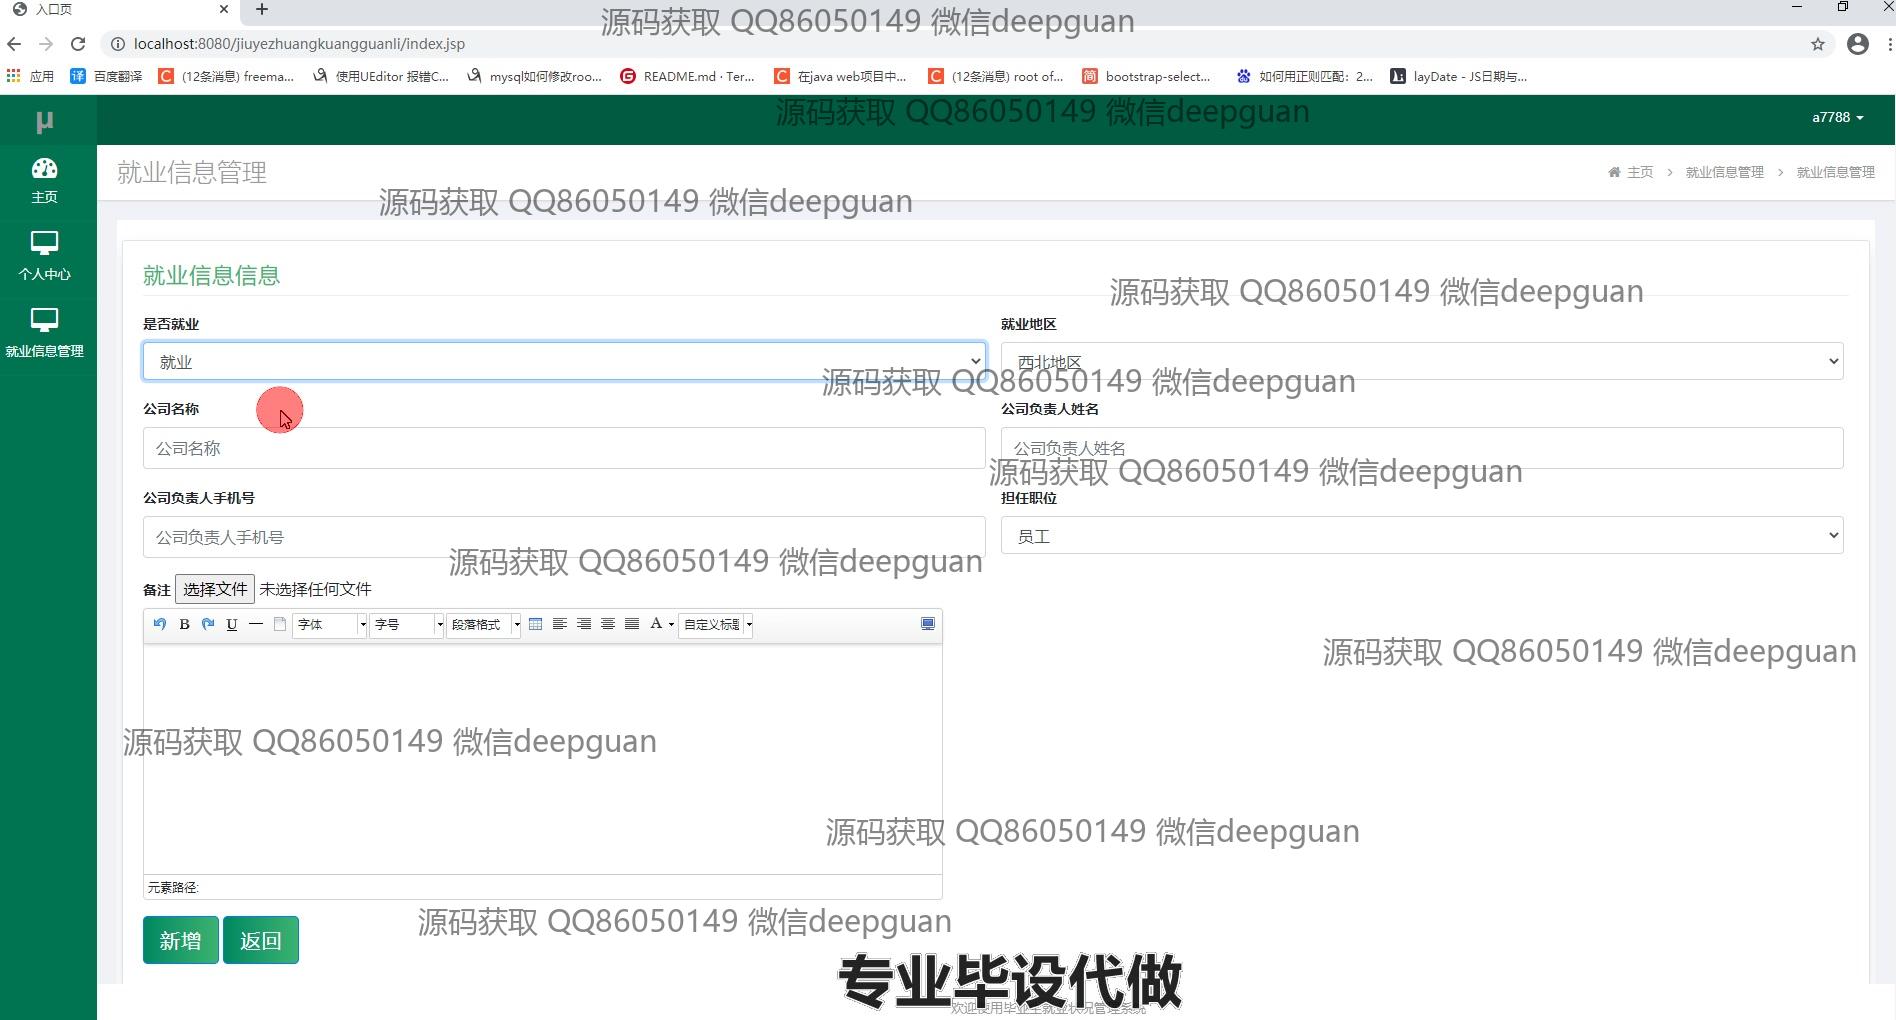 入口页
源码获取 QQ86050149 微信deepguan
localhost:8080/jiuyezhuangkuangguanli/index.jsp
应用 百度翻译 (12条消息) freema... 使用UEditor 报错C... mysql如何修改roo... README.md · Ter... 在java web项目中... (12条消息) root of... bootstrap-select... 如何用正则匹配：2... layDate - JS日期与...
μ
源码获取 QQ86050149 微信deepguan
a7788
主页
就业信息管理
主页 > 就业信息管理 > 就业信息管理
源码获取 QQ86050149 微信deepguan
个人中心
就业信息管理
就业信息信息
源码获取 QQ86050149 微信deepguan
是否就业 就业地区
就业 西北地区
源码获取 QQ86050149 微信deepguan
公司名称 公司负责人姓名
公司名称 公司负责人姓名
源码获取 QQ86050149 微信deepguan
公司负责人手机号 担任职位
公司负责人手机号 员工
源码获取 QQ86050149 微信deepguan
备注 选择文件 未选择任何文件
B U 字体 字号 段落格式 A 自定义标题
源码获取 QQ86050149 微信deepguan
源码获取 QQ86050149 微信deepguan
源码获取 QQ86050149 微信deepguan
元素路径:
源码获取 QQ86050149 微信deepguan
新增 返回
专业毕设代做
欢迎使用毕业生就业状况管理系统